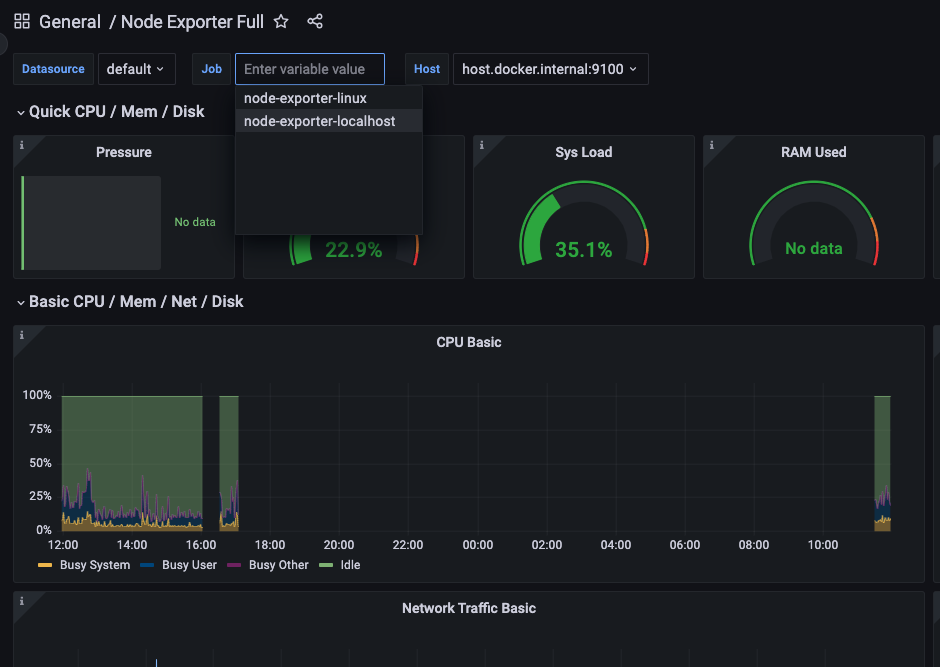 General / Node Exporter Full
Datasource default Job Enter variable value Host host.docker.internal:9100
node-exporter-linux
node-exporter-localhost
Quick CPU / Mem / Disk
i Pressure i Sys Load i RAM Used
No data 22.9% 35.1% No data
Basic CPU / Mem / Net / Disk
i CPU Basic
100%
75%
50%
25%
0%
12:00 14:00 16:00 18:00 20:00 22:00 00:00 02:00 04:00 06:00 08:00 10:00
Busy System Busy User Busy Other Idle
i Network Traffic Basic